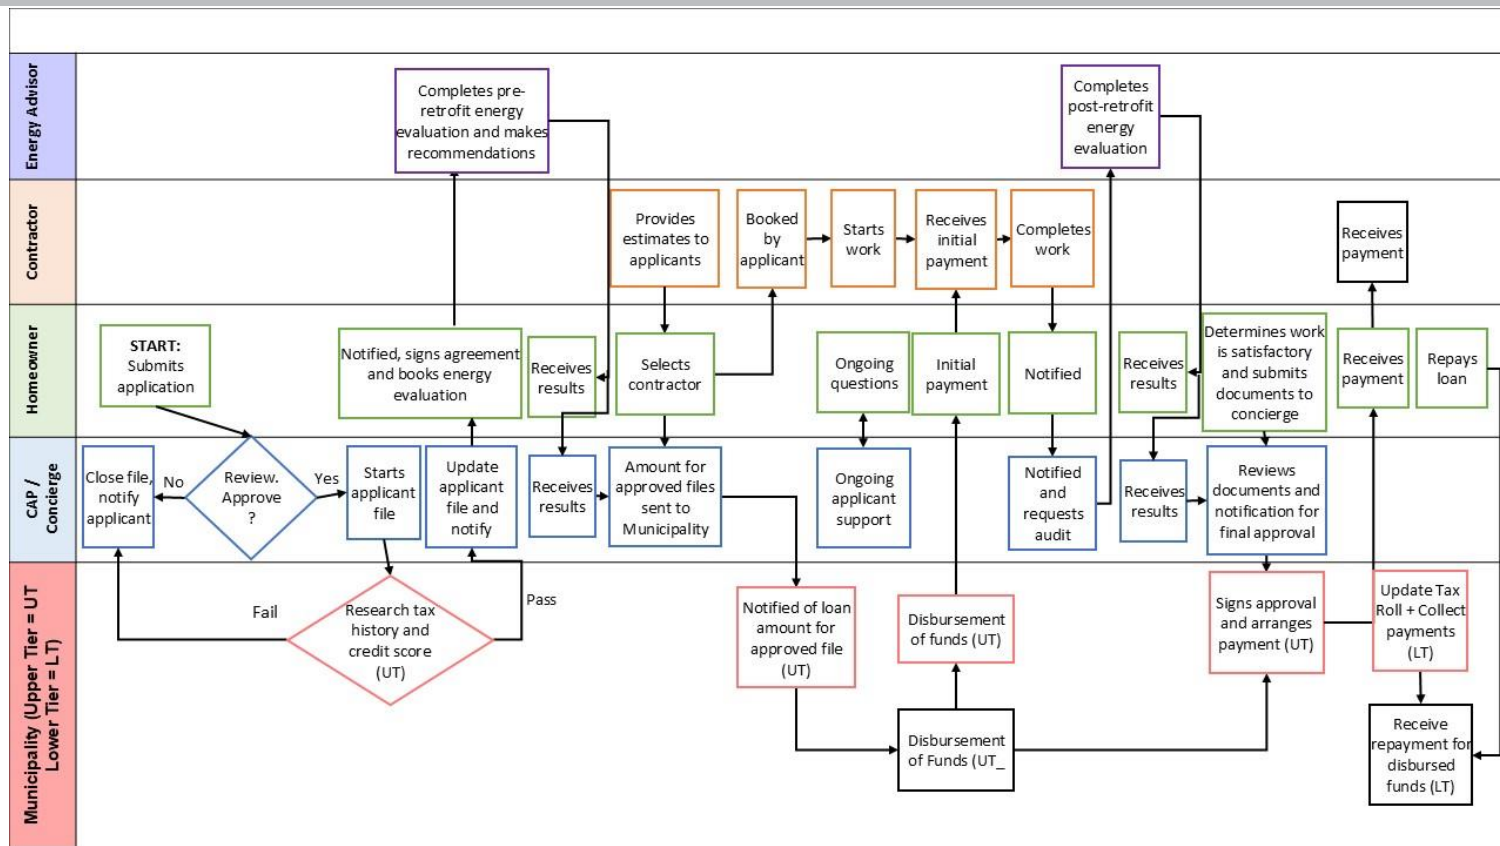 Energy Advisor
Completes pre-
retrofit energy
evaluation and makes
recommendations
Completes
post-retrofit
energy
evaluation
Contractor
Provides
estimates to
applicants
Booked
by
applicant
Starts
work
Receives
initial
payment
Completes
work
Receives
payment
Homeowner
START:
Submits
application
Notified, signs agreement
and books energy
evaluation
Receives
results
Selects
contractor
Ongoing
questions
Initial
payment
Notified
Receives
results
Determines work
is satisfactory
and submits
documents to
concierge
Receives
payment
Repays
loan
CAP /
Concierge
Close file,
notify
applicant
No
Review.
Approve
?
Yes
Starts
applicant
file
Update
applicant
file and
notify
Receives
results
Amount for
approved files
sent to
Municipality
Ongoing
applicant
support
Notified
and
requests
audit
Receives
results
Reviews
documents and
notification for
final approval
Municipality (Upper Tier = UT
Lower Tier = LT)
Fail
Research tax
history and
credit score
(UT)
Pass
Notified of loan
amount for
approved file
(UT)
Disbursement
of funds (UT)
Disbursement
of Funds (UT_
Signs approval
and arranges
payment (UT)
Update Tax
Roll + Collect
payments
(LT)
Receive
repayment for
disbursed
funds (LT)